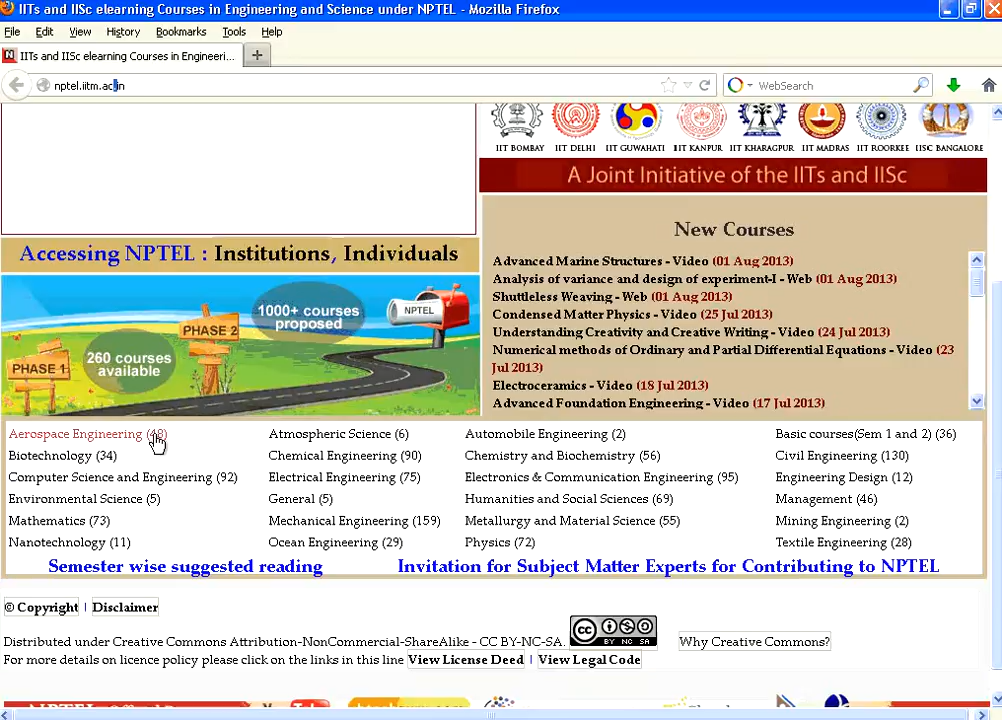 IITs and IISc elearning Courses in Engineering and Science under NPTEL - Mozilla Firefox
File Edit View History Bookmarks Tools Help
IITs and IISc elearning Courses in Engineeri...
nptel.iitm.ac.in
WebSearch
IIT BOMBAY IIT DELHI IIT GUWAHATI IIT KANPUR IIT KHARAGPUR IIT MADRAS IIT ROORKEE IISC BANGALORE
A Joint Initiative of the IITs and IISc
New Courses
Accessing NPTEL : Institutions, Individuals
Advanced Marine Structures - Video (01 Aug 2013)
Analysis of variance and design of experiment-I - Web (01 Aug 2013)
Shuttleless Weaving - Web (01 Aug 2013)
Condensed Matter Physics - Video (25 Jul 2013)
Understanding Creativity and Creative Writing - Video (24 Jul 2013)
Numerical methods of Ordinary and Partial Differential Equations - Video (23
Jul 2013)
Electroceramics - Video (18 Jul 2013)
Advanced Foundation Engineering - Video (17 Jul 2013)
PHASE 1
260 courses
available
PHASE 2
1000+ courses
proposed
NPTEL
Aerospace Engineering (48) Atmospheric Science (6) Automobile Engineering (2) Basic courses(Sem 1 and 2) (36)
Biotechnology (34) Chemical Engineering (90) Chemistry and Biochemistry (56) Civil Engineering (130)
Computer Science and Engineering (92) Electrical Engineering (75) Electronics & Communication Engineering (95) Engineering Design (12)
Environmental Science (5) General (5) Humanities and Social Sciences (69) Management (46)
Mathematics (73) Mechanical Engineering (159) Metallurgy and Material Science (55) Mining Engineering (2)
Nanotechnology (11) Ocean Engineering (29) Physics (72) Textile Engineering (28)
Semester wise suggested reading Invitation for Subject Matter Experts for Contributing to NPTEL
© Copyright | Disclaimer
Distributed under Creative Commons Attribution-NonCommercial-ShareAlike - CC BY-NC-SA. CC BY NC SA Why Creative Commons?
For more details on licence policy please click on the links in this line View License Deed | View Legal Code